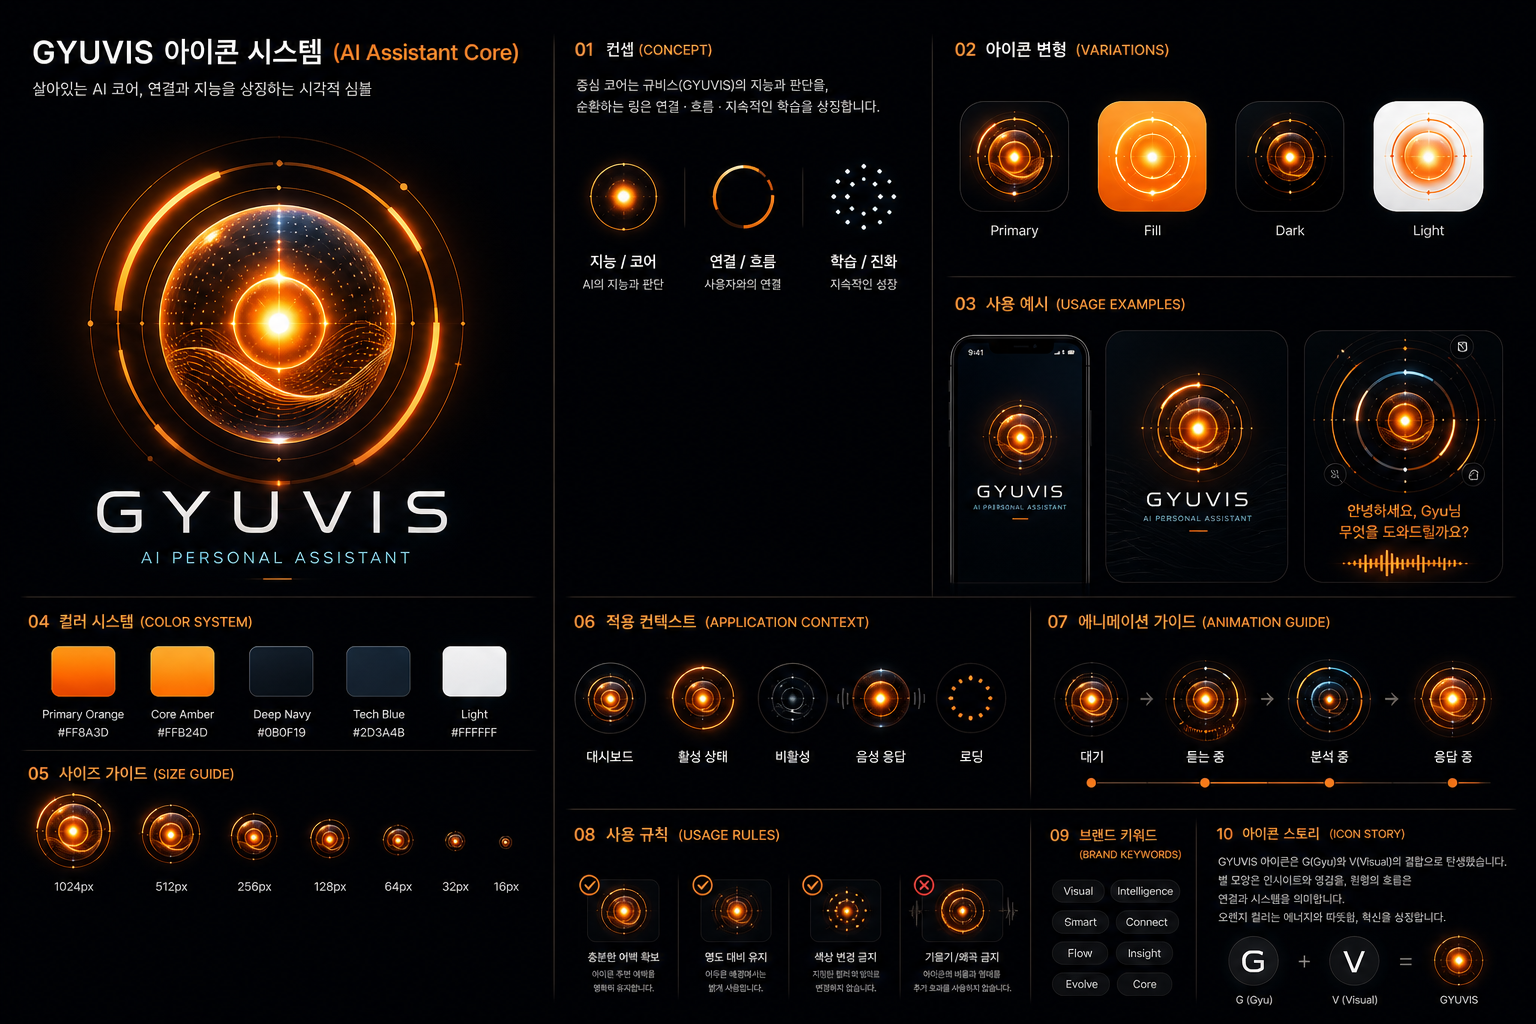 GYUVIS 아이콘 시스템 (AI Assistant Core)
살아있는 AI 코어, 연결과 지능을 상징하는 시각적 심볼
GYUVIS
AI PERSONAL ASSISTANT
01 컨셉 (CONCEPT)
중심 코어는 규비스(GYUVIS)의 지능과 판단을,
순환하는 링은 연결 · 흐름 · 지속적인 학습을 상징합니다.
지능 / 코어
AI의 지능과 판단
연결 / 흐름
사용자와의 연결
학습 / 진화
지속적인 성장
02 아이콘 변형 (VARIATIONS)
Primary
Fill
Dark
Light
03 사용 예시 (USAGE EXAMPLES)
9:41
GYUVIS
AI PERSONAL ASSISTANT
GYUVIS
AI PERSONAL ASSISTANT
안녕하세요, Gyu님
무엇을 도와드릴까요?
04 컬러 시스템 (COLOR SYSTEM)
Primary Orange
#FF8A3D
Core Amber
#FFB24D
Deep Navy
#0B0F19
Tech Blue
#2D3A4B
Light
#FFFFFF
05 사이즈 가이드 (SIZE GUIDE)
1024px
512px
256px
128px
64px
32px
16px
06 적용 컨텍스트 (APPLICATION CONTEXT)
대시보드
활성 상태
비활성
음성 응답
로딩
07 애니메이션 가이드 (ANIMATION GUIDE)
대기
듣는 중
분석 중
응답 중
08 사용 규칙 (USAGE RULES)
충분한 여백 확보
명도 대비 유지
색상 변경 금지
변경하지 않습니다.
기울기/왜곡 금지
09 브랜드 키워드
(BRAND KEYWORDS)
Visual
Intelligence
Smart
Connect
Flow
Insight
Evolve
Core
10 아이콘 스토리 (ICON STORY)
GYUVIS 아이콘은 G(Gyu)와 V(Visual)의 결합으로
별 모양은 인사이트와 영감을, 원형의 흐름은
연결과 시스템을 의미합니다.
오렌지 컬러는 에너지와 따뜻함, 혁신을 상징합니다.
G + V =
G (Gyu)
V (Visual)
GYUVIS